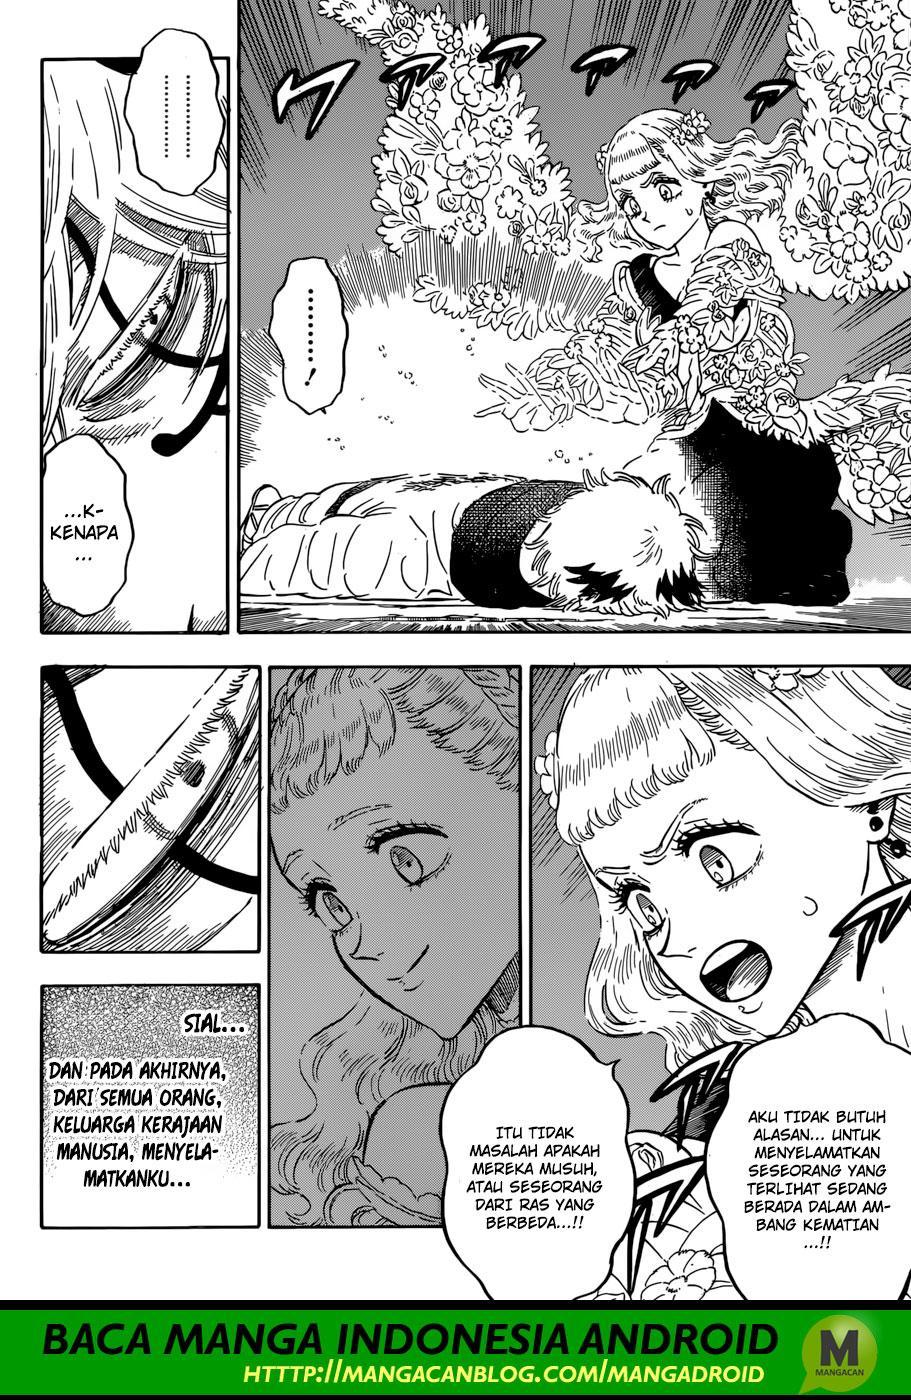 .........,
.........
...K-
KENAPA
...
AKU TIDAK BUTUH
ALASAN... UNTUK
MENYELAMATKAN
SESEORANG YANG
TERLIHAT SEDANG
BERADA DALAM AM-
BANG KEMATIAN
...!!
ITU TIDAK
MASALAH APAKAH
MEREKA MUSUH,
ATAU SESEORANG
DARI RAS YANG
BERBEDA...!!
SIAL...
DAN PADA AKHIRNYA,
DARI SEMUA ORANG,
KELUARGA KERAJAAN
MANUSIA, MENYELA-
MATKANKU...
BACA MANGA INDONESIA ANDROID
HTTTP://MANGACANBLOG.COM/MANGADROID
M
MANGACAN